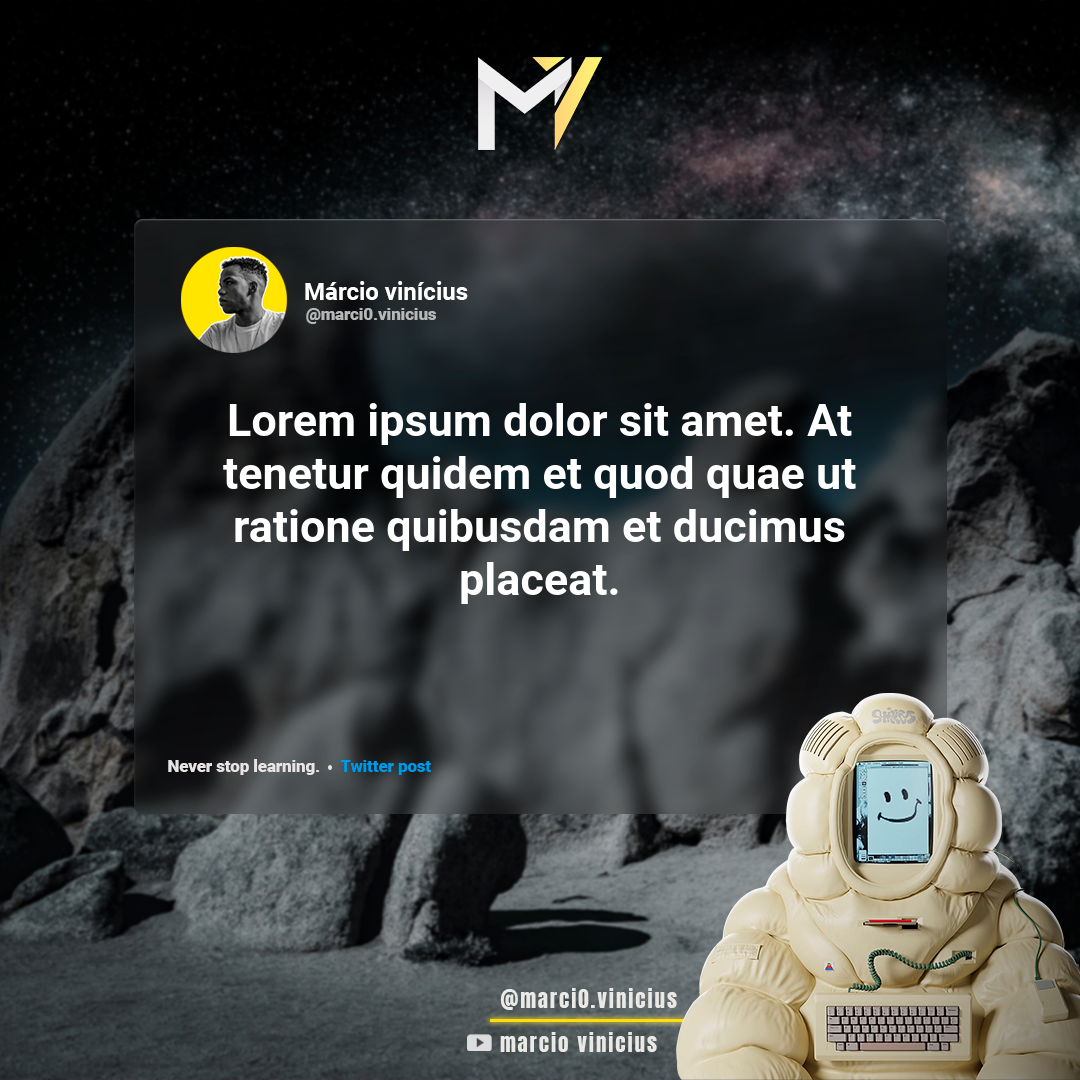 MV
Márcio vinícius
@marci0.vinicius
Lorem ipsum dolor sit amet. At
tenetur quidem et quod quae ut
ratione quibusdam et ducimus
placeat.
Never stop learning. • Twitter post
@marci0.vinicius
marcio vinicius